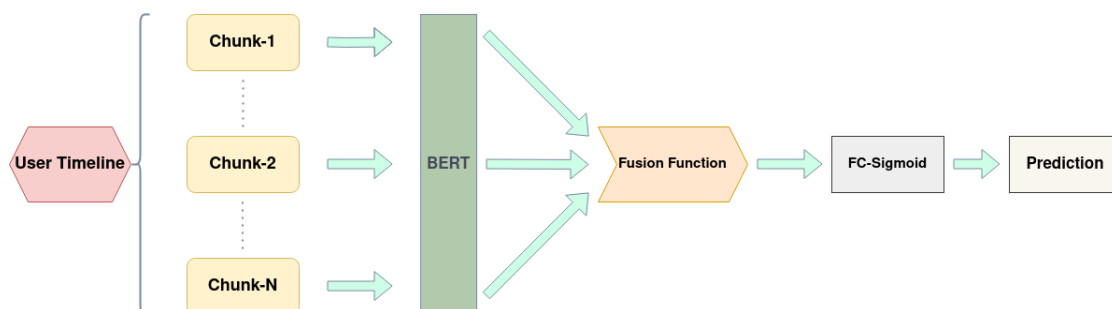 User Timeline
Chunk-1
Chunk-2
Chunk-N
BERT
Fusion Function
FC-Sigmoid
Prediction